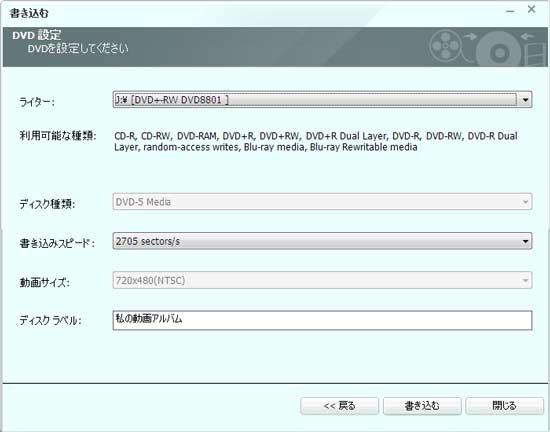 書き込む
DVD 設定
DVDを設定してください
ライター: J:¥ [DVD+-RW DVD8801 ]
利用可能な種類: CD-R, CD-RW, DVD-RAM, DVD+R, DVD+RW, DVD+R Dual Layer, DVD-R, DVD-RW, DVD-R Dual
Layer, random-access writes, Blu-ray media, Blu-ray Rewritable media
ディスク種類: DVD-5 Media
書き込みスピード: 2705 sectors/s
動画サイズ: 720x480(NTSC)
ディスク ラベル: 私の動画アルバム
<< 戻る 書き込む 閉じる